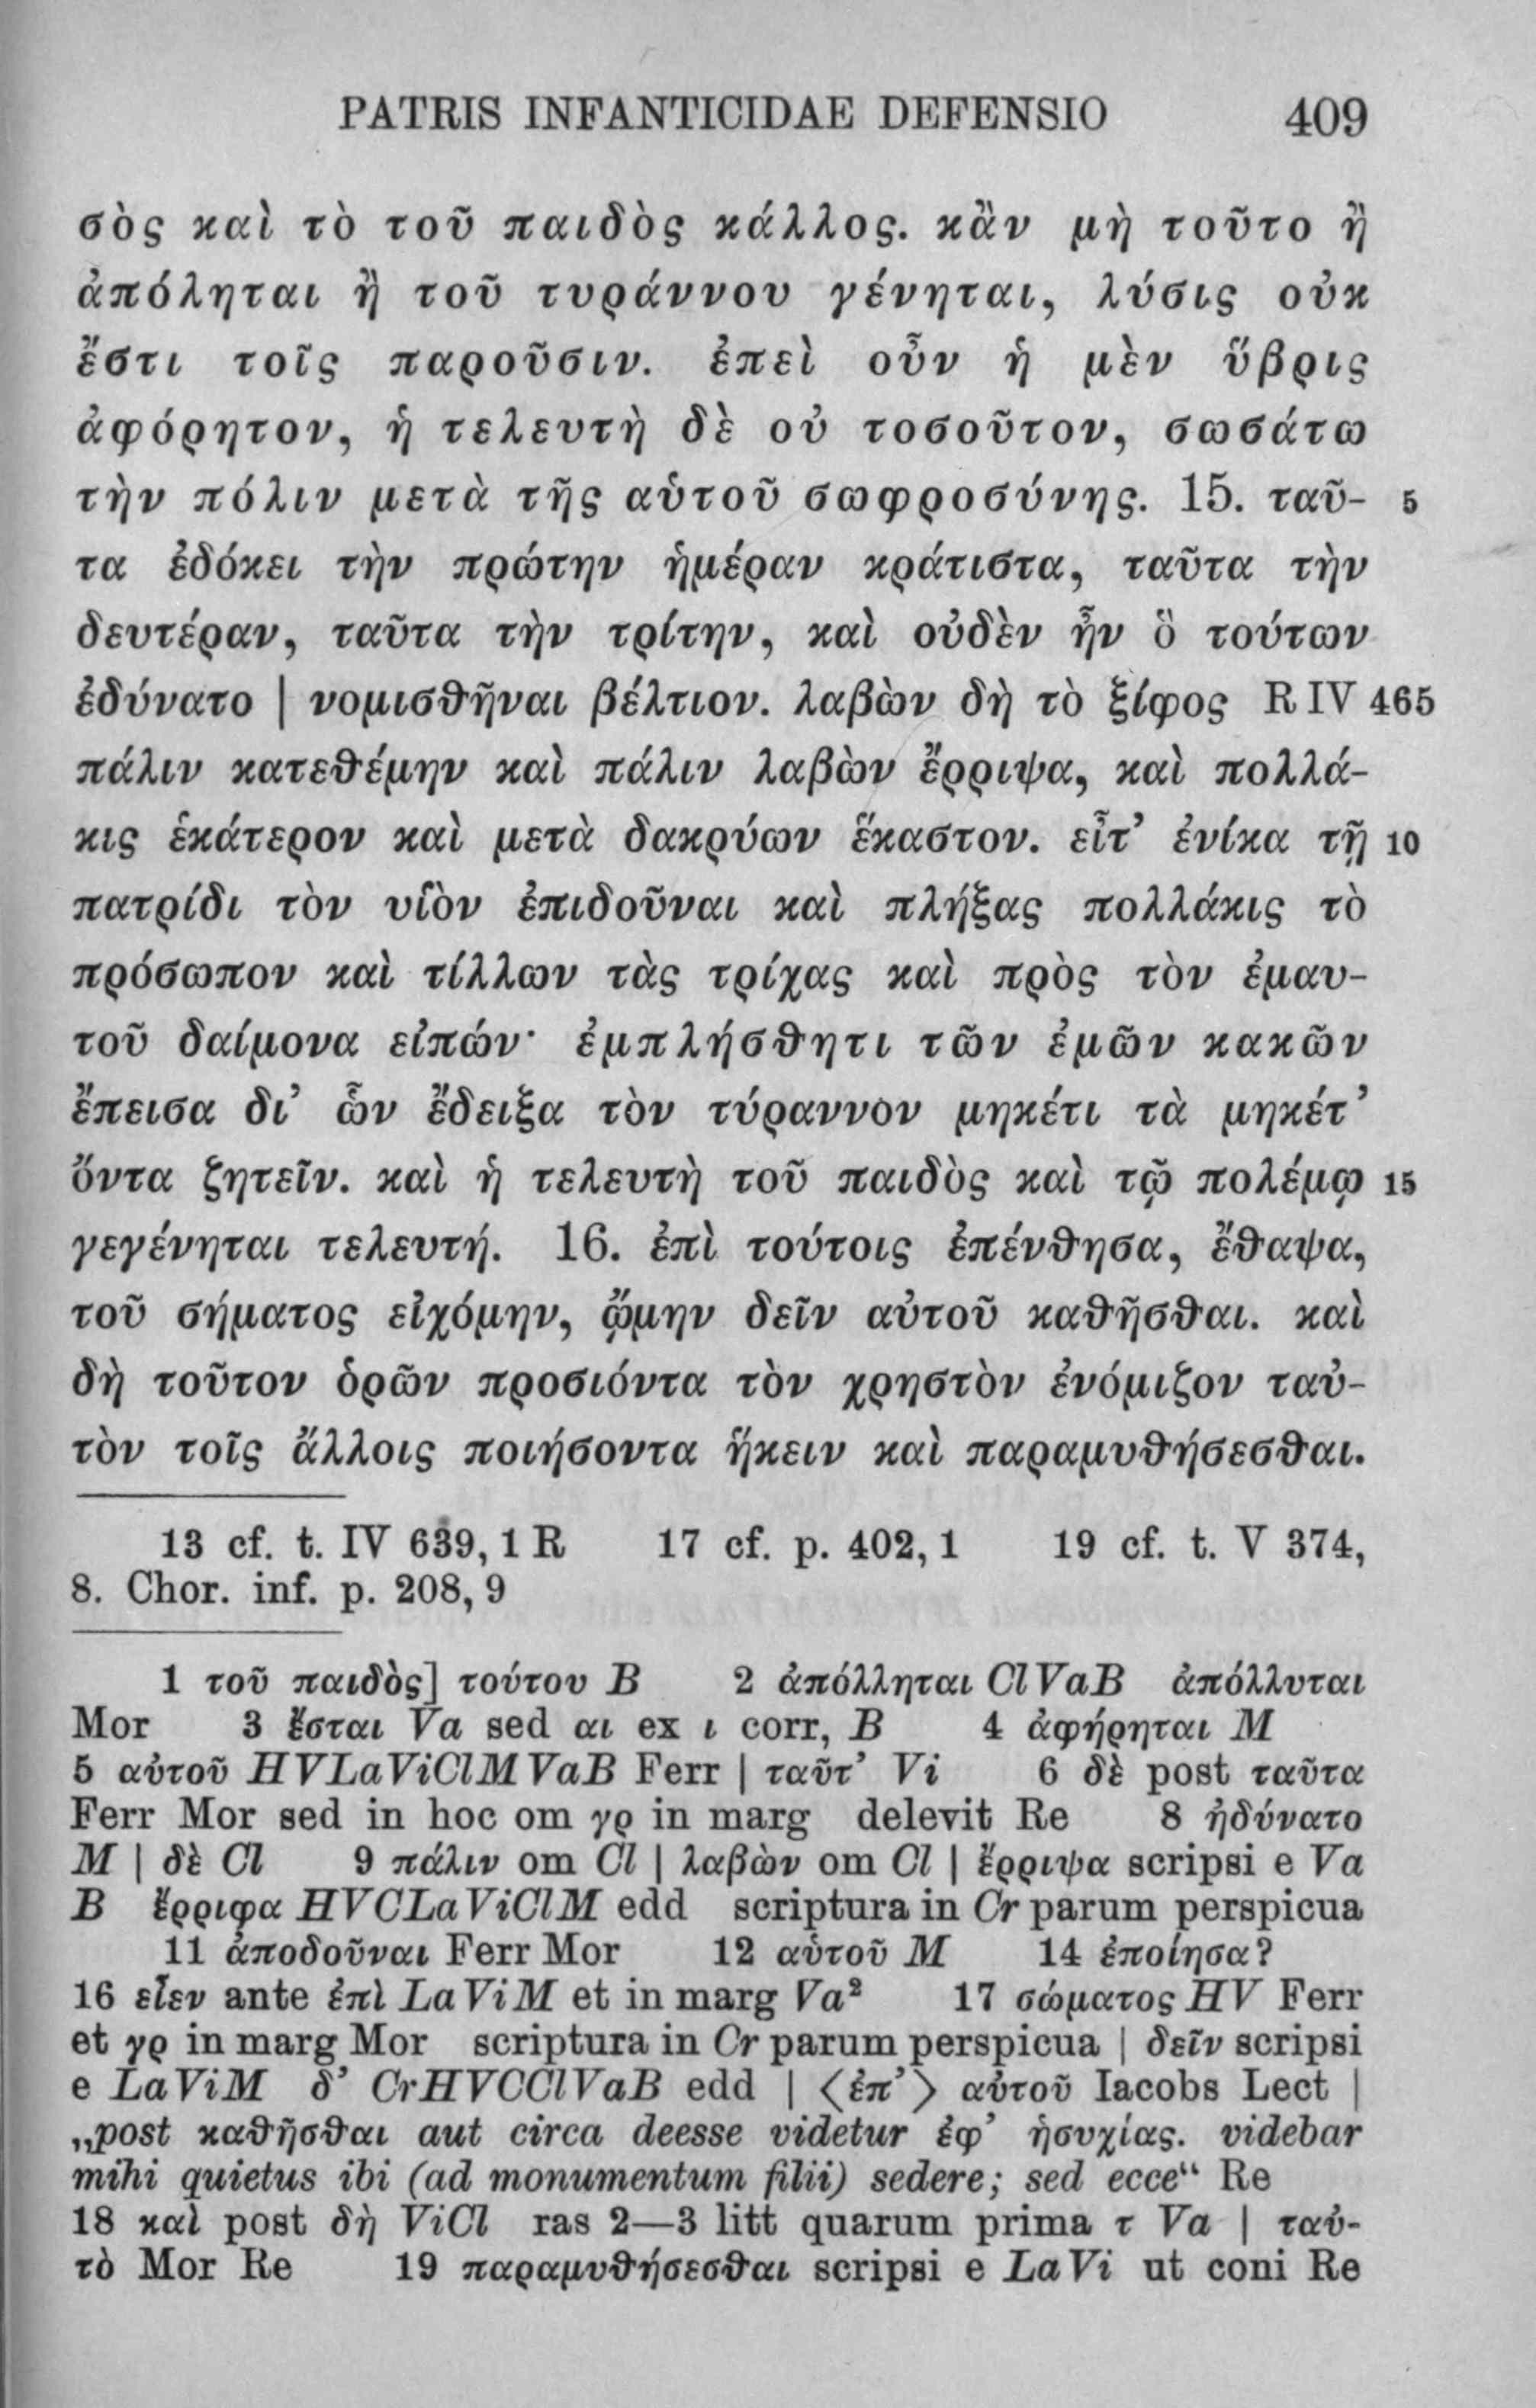 PATRIS INFANTICIDAE DEFENSIO 409
σὸς καὶ τὸ τοῦ παιδὸς κάλλος. κἂν μὴ τοῦτο ἢ
ἀπόληται ἢ τοῦ τυράννου γένηται, λύσις οὐκ
ἔστι τοῖς παροῦσιν. ἐπεὶ οὖν ἡ μὲν ὕβρις
ἀφόρητον, ἡ τελευτὴ δὲ οὐ τοσοῦτον, σωσάτω
τὴν πόλιν μετὰ τῆς αὑτοῦ σωφροσύνης. 15. ταῦ- 5
τα ἐδόκει τὴν πρώτην ἡμέραν κράτιστα, ταῦτα τὴν
δευτέραν, ταῦτα τὴν τρίτην, καὶ οὐδὲν ἦν ὃ τούτων
ἐδύνατο | νομισθῆναι βέλτιον. λαβὼν δὴ τὸ ξίφος R IV 465
πάλιν κατεθέμην καὶ πάλιν λαβὼν ἔρριψα, καὶ πολλά-
κις ἑκάτερον καὶ μετὰ δακρύων ἕκαστον. εἶτ’ ἐνίκα τῇ 10
πατρίδι τὸν υἱὸν ἐπιδοῦναι καὶ πλήξας πολλάκις τὸ
πρόσωπον καὶ τίλλων τὰς τρίχας καὶ πρὸς τὸν ἐμαυ-
τοῦ δαίμονα εἰπών· ἐμπλήσθητι τῶν ἐμῶν κακῶν
ἔπεισα δι’ ὧν ἔδειξα τὸν τύραννον μηκέτι τὰ μηκέτ’
ὄντα ζητεῖν. καὶ ἡ τελευτὴ τοῦ παιδὸς καὶ τῷ πολέμῳ 15
γεγένηται τελευτή. 16. ἐπὶ τούτοις ἐπένθησα, ἔθαψα,
τοῦ σήματος εἰχόμην, ᾤμην δεῖν αὐτοῦ καθῆσθαι. καὶ
δὴ τοῦτον ὁρῶν προσιόντα τὸν χρηστὸν ἐνόμιζον ταὐ-
τὸν τοῖς ἄλλοις ποιήσοντα ἥκειν καὶ παραμυθήσεσθαι.
13 cf. t. IV 639, 1 R 17 cf. p. 402, 1 19 cf. t. V 374,
8. Chor. inf. p. 208, 9
1 τοῦ παιδὸς] τούτου B 2 ἀπόλληται Cl VaB ἀπόλλυται
Mor 3 ἔσται Va sed αι ex ι corr, B 4 ἀφήρηται M
5 αὐτοῦ HVLaViClMVaB Ferr | ταῦτ’ Vi 6 δὲ post ταῦτα
Ferr Mor sed in hoc om γρ in marg delevit Re 8 ἠδύνατο
M | δὲ Cl 9 πάλιν om Cl | λαβὼν om Cl | ἔρριψα scripsi e Va
B ἔρριφα HVCLaViClM edd scriptura in Cr parum perspicua
11 ἀποδοῦναι Ferr Mor 12 αὑτοῦ M 14 ἐποίησα?
16 εἶεν ante ἐπὶ LaViM et in marg Va² 17 σώματος HV Ferr
et γρ in marg Mor scriptura in Cr parum perspicua | δεῖν scripsi
e LaViM δ’ CrHVCClVaB edd | ⟨ἐπ’⟩ αὐτοῦ Iacobs Lect |
„post καθῆσθαι aut circa deesse videtur ἐφ’ ἡσυχίας. videbar
mihi quietus ibi (ad monumentum filii) sedere; sed ecce“ Re
18 καὶ post δὴ ViCl ras 2—3 litt quarum prima τ Va | ταὐ-
τὸ Mor Re 19 παραμυθήσεσθαι scripsi e LaVi ut coni Re